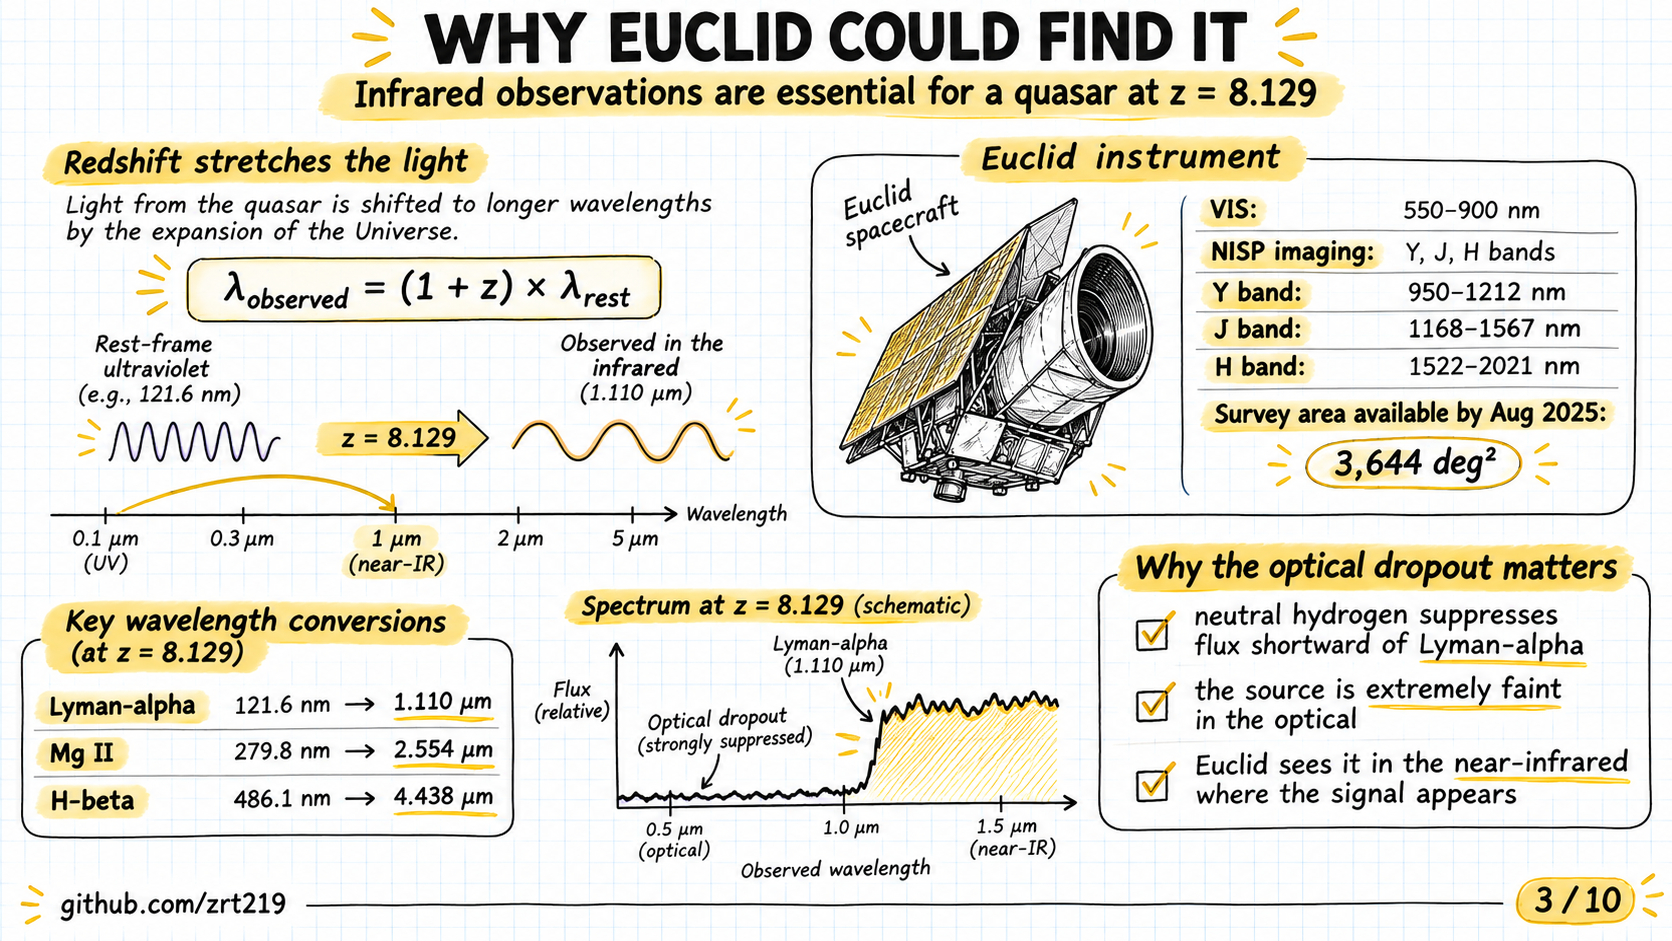 WHY EUCLID COULD FIND IT
Infrared observations are essential for a quasar at z = 8.129
Redshift stretches the light
Light from the quasar is shifted to longer wavelengths
by the expansion of the Universe.
λobserved = (1 + z) × λrest
Rest-frame
ultraviolet
(e.g., 121.6 nm)
z = 8.129
Observed in the
infrared
(1.110 μm)
Wavelength
0.1 μm
(UV)
0.3 μm
1 μm
(near-IR)
2 μm
5 μm
Euclid instrument
Euclid
spacecraft
VIS: 550–900 nm
NISP imaging: Y, J, H bands
Y band: 950–1212 nm
J band: 1168–1567 nm
H band: 1522–2021 nm
Survey area available by Aug 2025:
3,644 deg²
Key wavelength conversions
(at z = 8.129)
Lyman-alpha 121.6 nm → 1.110 μm
Mg II 279.8 nm → 2.554 μm
H-beta 486.1 nm → 4.438 μm
Spectrum at z = 8.129 (schematic)
Flux
(relative)
Lyman-alpha
(1.110 μm)
Optical dropout
(strongly suppressed)
0.5 μm
(optical)
1.0 μm
1.5 μm
(near-IR)
Observed wavelength
Why the optical dropout matters
neutral hydrogen suppresses
flux shortward of Lyman-alpha
the source is extremely faint
in the optical
Euclid sees it in the near-infrared
where the signal appears
github.com/zrt219
3 / 10